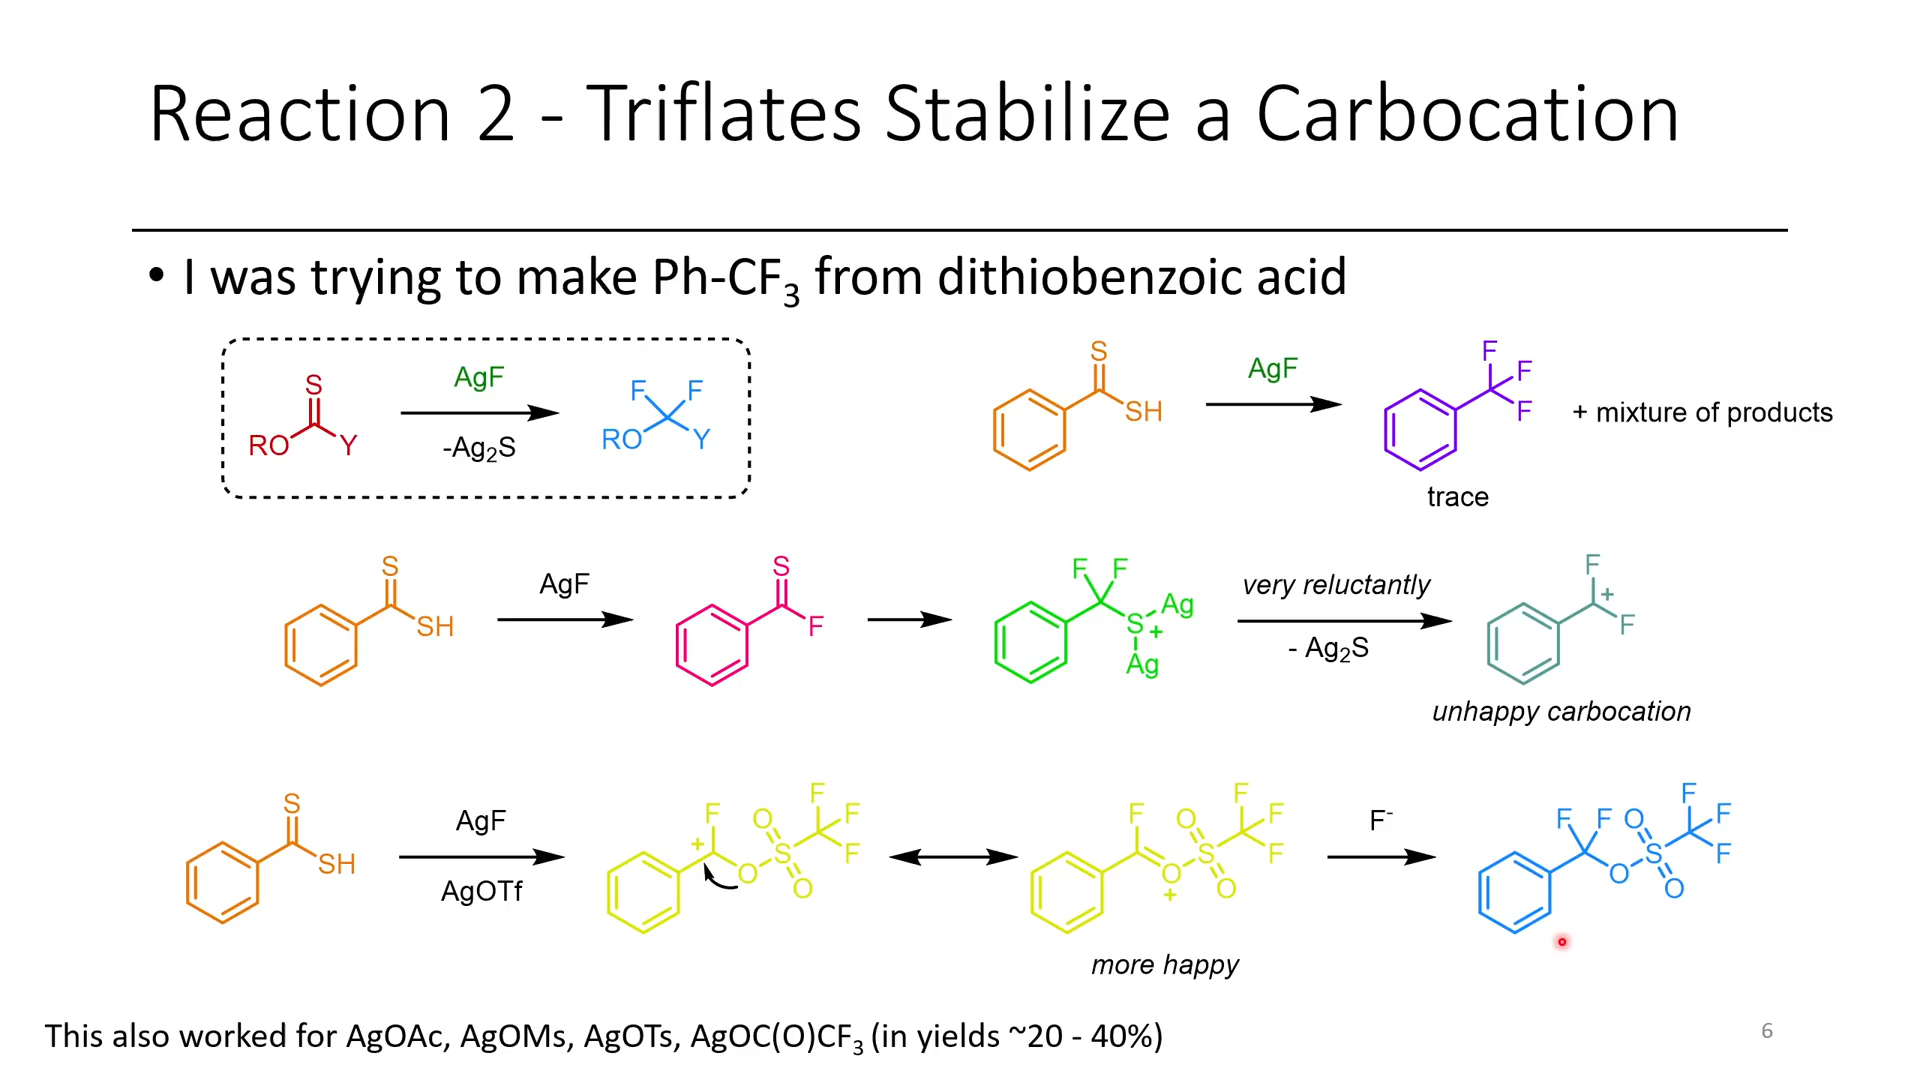 Reaction 2 - Triflates Stabilize a Carbocation
• I was trying to make Ph-CF3 from dithiobenzoic acid
S
RO
Y
AgF
-Ag2S
F F
RO
Y
S
SH
AgF
F
F
F
+ mixture of products
trace
S
SH
AgF
S
F
F F
S
+
Ag
Ag
very reluctantly
- Ag2S
F
+
F
unhappy carbocation
S
SH
AgF
AgOTf
F
+
O
O
S
O
F
F
F
F
O
+
O
S
O
F
F
F
more happy
F-
F F
O
O
S
O
F
F
F
This also worked for AgOAc, AgOMs, AgOTs, AgOC(O)CF3 (in yields ~20 - 40%)
6